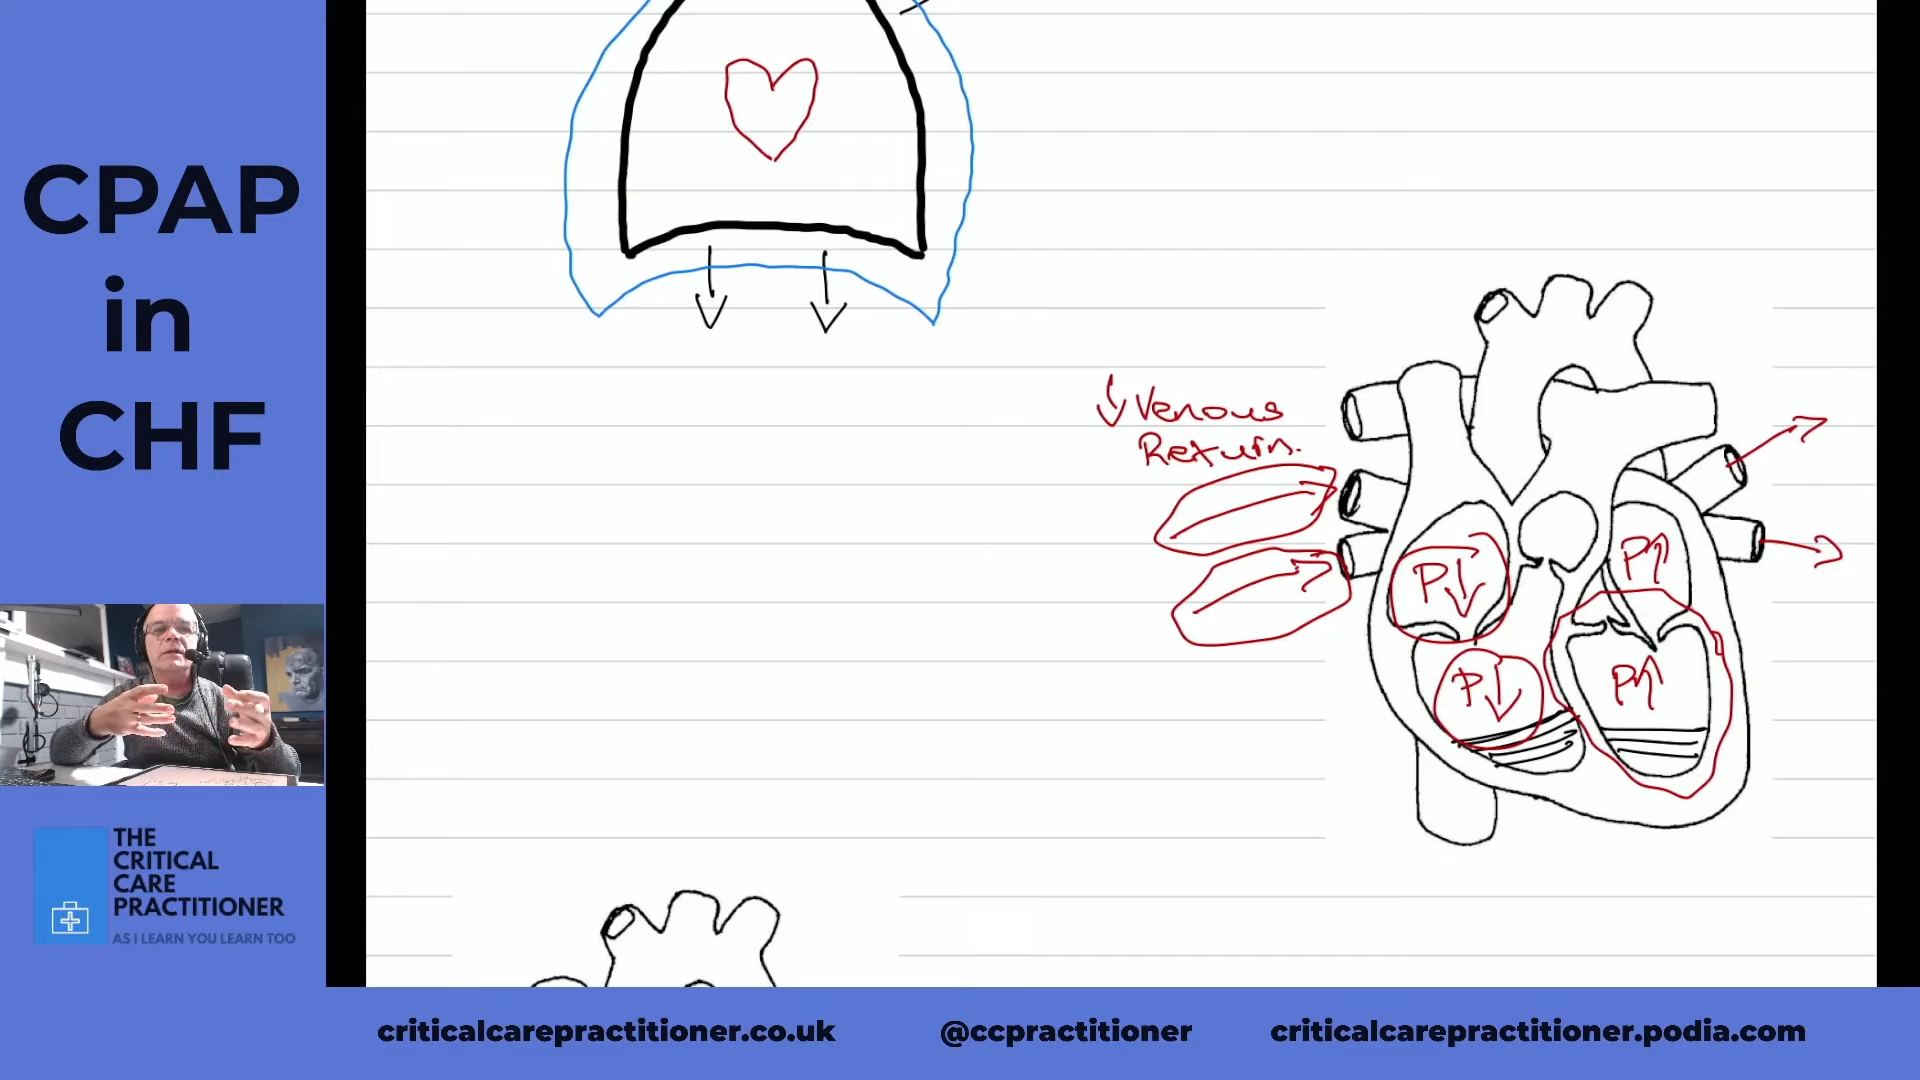 CPAP
in
CHF
↓ Venous
Return.
P↓
P↑
P↓
P↑
THE
CRITICAL
CARE
PRACTITIONER
AS I LEARN YOU LEARN TOO
criticalcarepractitioner.co.uk
@ccpractitioner
criticalcarepractitioner.podia.com